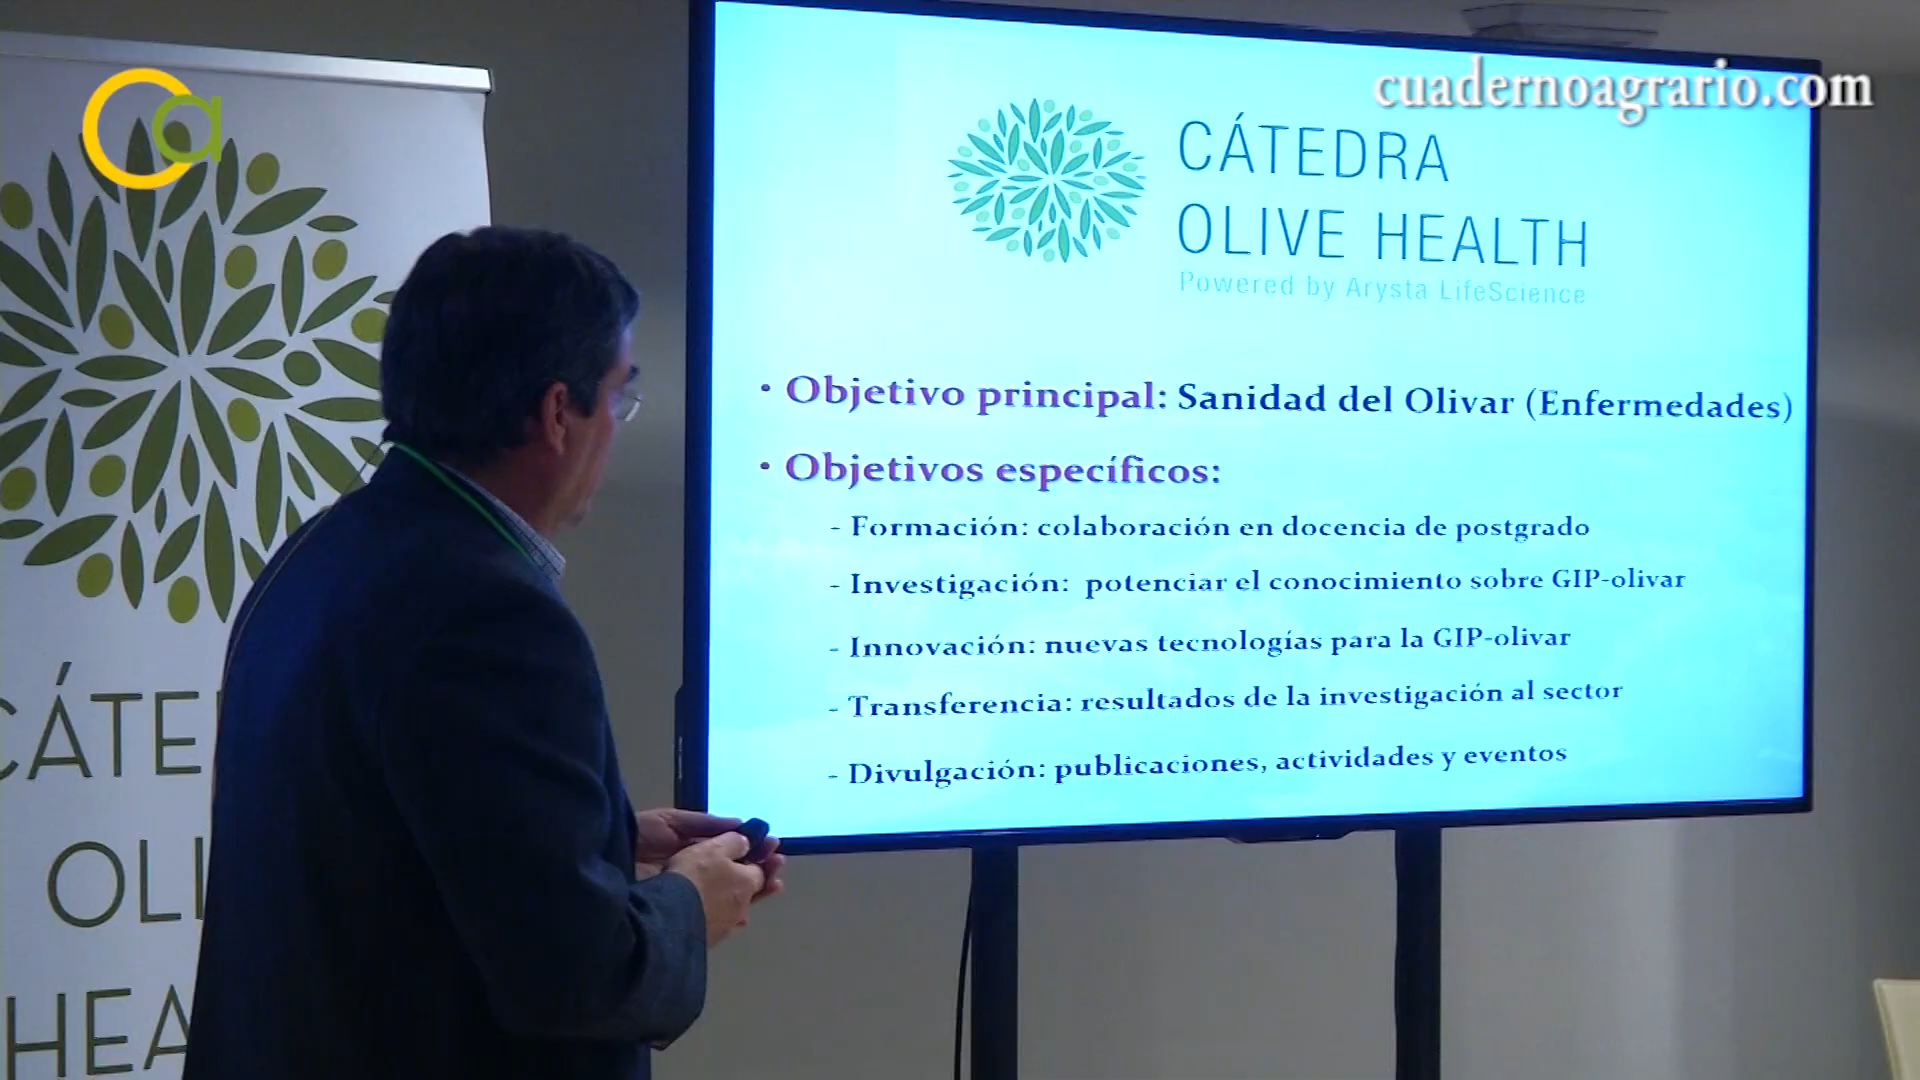 Ca
cuadernoagrario.com
CÁTEDRA
OLIVE HEALTH
Powered by Arysta LifeScience
• Objetivo principal: Sanidad del Olivar (Enfermedades)
• Objetivos específicos:
- Formación: colaboración en docencia de postgrado
- Investigación: potenciar el conocimiento sobre GIP-olivar
- Innovación: nuevas tecnologías para la GIP-olivar
- Transferencia: resultados de la investigación al sector
- Divulgación: publicaciones, actividades y eventos
CÁTE
OLI
HEA